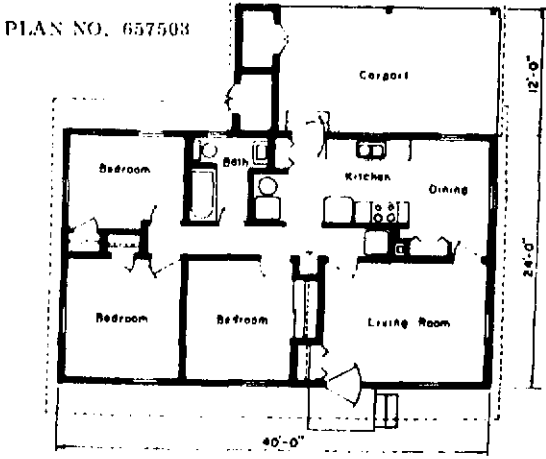 PLAN NO. 657503
Carport
12'-0"
Bedroom
Bath
Kitchen
Dining
24'-0"
Bedroom
Bedroom
Living Room
40'-0"